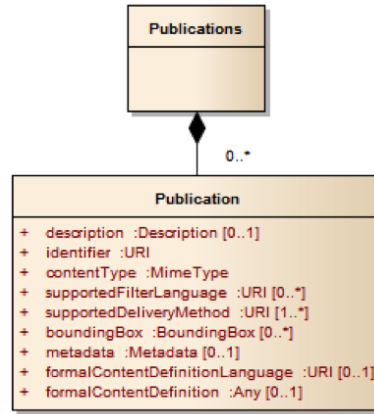 Publications
0..*
Publication
+ description :Description [0..1]
+ identifier :URI
+ contentType :MimeType
+ supportedFilterLanguage :URI [0..*]
+ supportedDeliveryMethod :URI [1..*]
+ boundingBox :BoundingBox [0..*]
+ metadata :Metadata [0..1]
+ formalContentDefinitionLanguage :URI [0..1]
+ formalContentDefinition :Any [0..1]